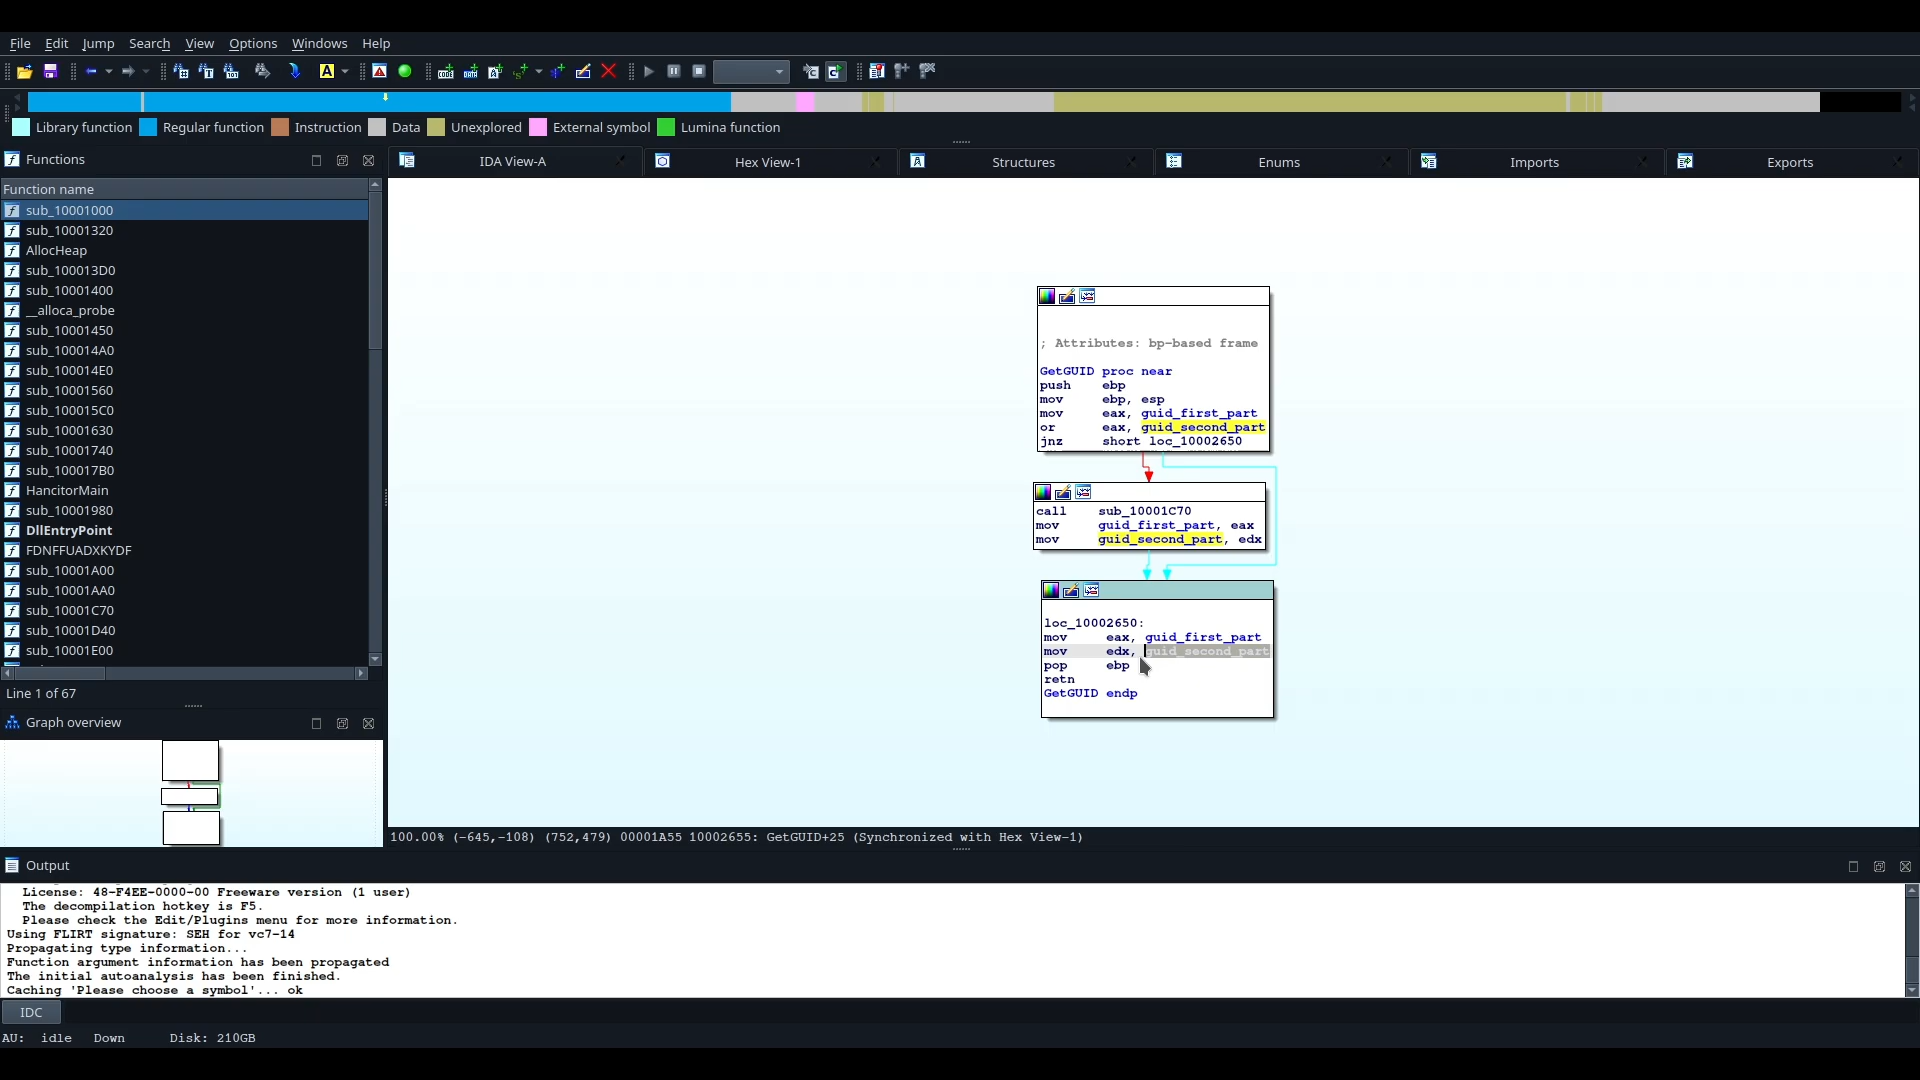 File Edit Jump Search View Options Windows Help
Library function Regular function Instruction Data Unexplored External symbol Lumina function
Functions
Function name
sub_10001000
sub_10001320
AllocHeap
sub_100013D0
sub_10001400
__alloca_probe
sub_10001450
sub_100014A0
sub_100014E0
sub_10001560
sub_100015C0
sub_10001630
sub_10001740
sub_100017B0
HancitorMain
sub_10001980
DllEntryPoint
FDNFFUADXKYDF
sub_10001A00
sub_10001AA0
sub_10001C70
sub_10001D40
sub_10001E00
Line 1 of 67
Graph overview
IDA View-A Hex View-1 Structures Enums Imports Exports
; Attributes: bp-based frame
GetGUID proc near
push ebp
mov ebp, esp
mov eax, guid_first_part
or eax, guid_second_part
jnz short loc_10002650
call sub_10001C70
mov guid_first_part, eax
mov guid_second_part, edx
loc_10002650:
mov eax, guid_first_part
mov edx, guid_second_part
pop ebp
retn
GetGUID endp
100.00% (-645,-108) (752,479) 00001A55 10002655: GetGUID+25 (Synchronized with Hex View-1)
Output
License: 48-F4EE-0000-00 Freeware version (1 user)
The decompilation hotkey is F5.
Please check the Edit/Plugins menu for more information.
Using FLIRT signature: SEH for vc7-14
Propagating type information...
Function argument information has been propagated
The initial autoanalysis has been finished.
Caching 'Please choose a symbol'... ok
IDC
AU: idle Down Disk: 210GB